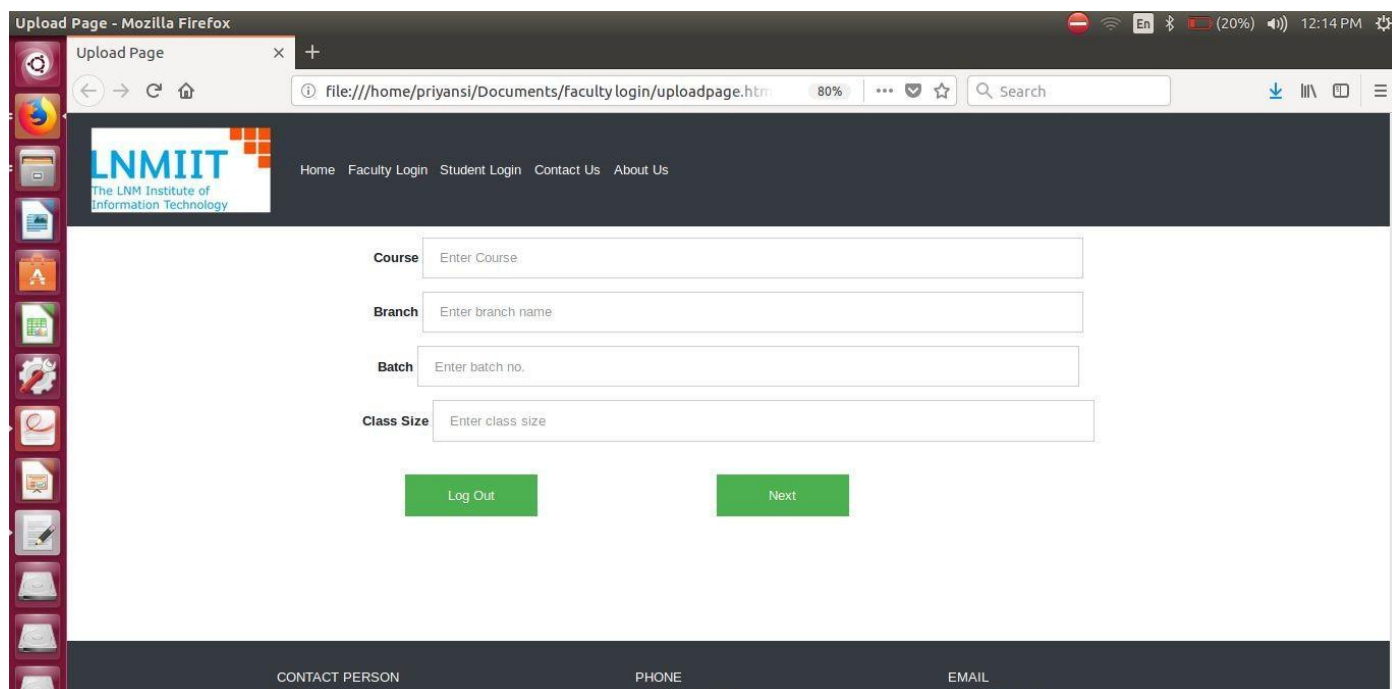 Upload Page - Mozilla Firefox
En (20%) 12:14 PM
Upload Page
file:///home/priyansi/Documents/faculty login/uploadpage.htm 80% Search
LNMIIT
The LNM Institute of
Information Technology
Home Faculty Login Student Login Contact Us About Us
Course Enter Course
Branch Enter branch name
Batch Enter batch no.
Class Size Enter class size
Log Out Next
CONTACT PERSON PHONE EMAIL